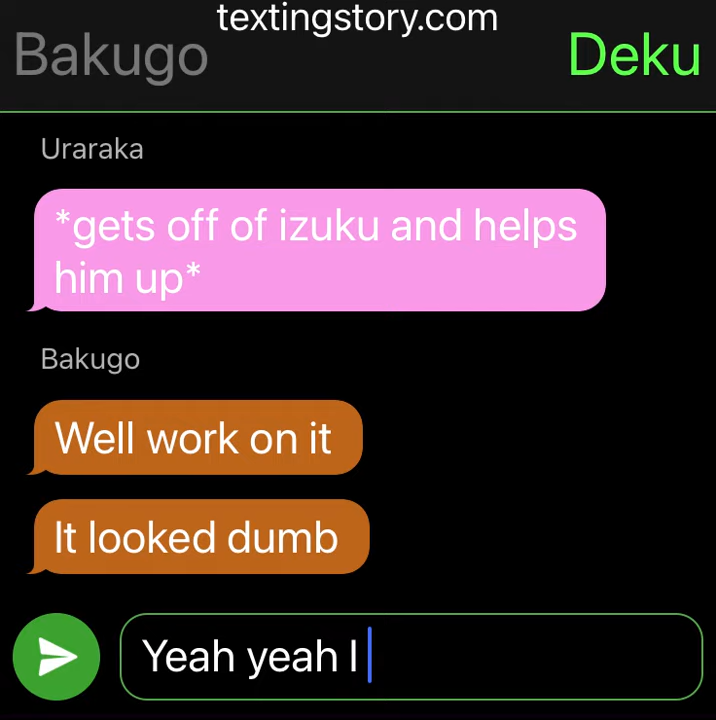 textingstory.com
Bakugo
Deku
Uraraka
*gets off of izuku and helps
him up*
Bakugo
Well work on it
It looked dumb
Yeah yeah I